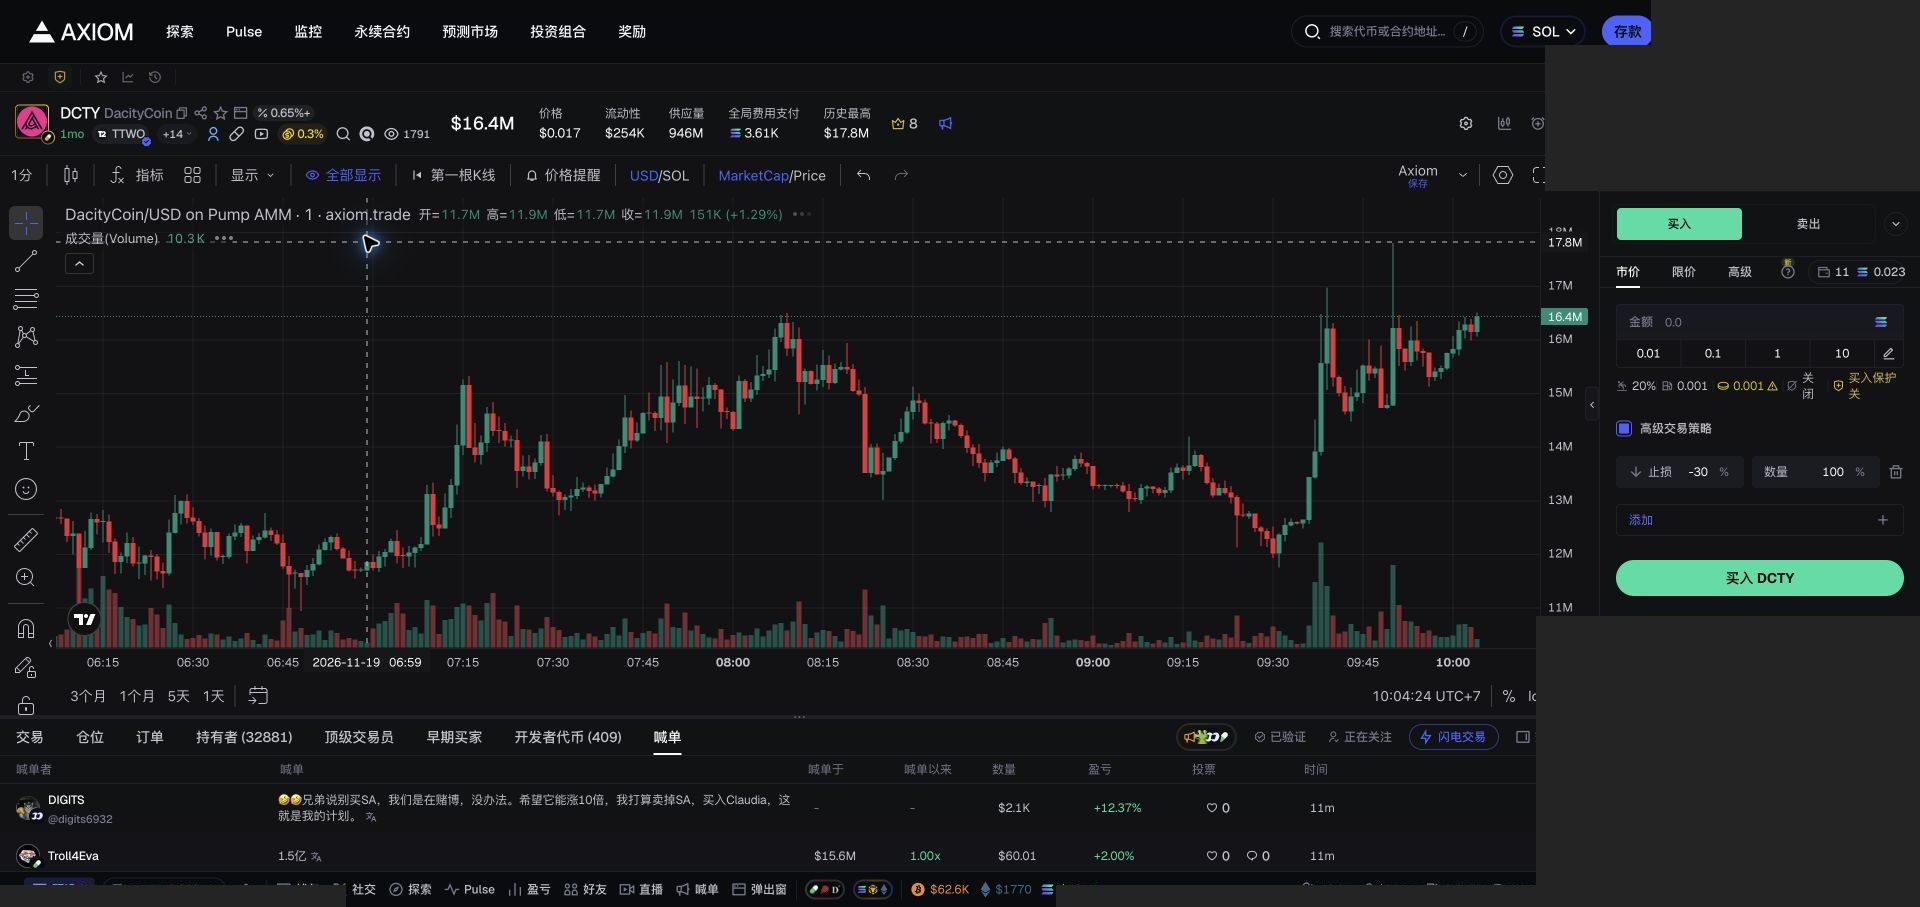 AXIOM 探索 Pulse 监控 永续合约 预测市场 投资组合 奖励 搜索代币或合约地址... / SOL 存款
DCTY DacityCoin % 0.65%+
1mo TTWO +14 0.3% 1791
$16.4M
价格 流动性 供应量 全局费用支付 历史最高
$0.017 $254K 946M 3.61K $17.8M 8
1分 指标 显示 全部显示 第一根K线 价格提醒 USD/SOL MarketCap/Price Axiom
保存
DacityCoin/USD on Pump AMM · 1 · axiom.trade 开=11.7M 高=11.9M 低=11.7M 收=11.9M 151K (+1.29%)
成交量(Volume) 10.3K
18M
17.8M
17M
16.4M
16M
15M
14M
13M
12M
11M
06:15 06:30 06:45 2026-11-19 06:59 07:15 07:30 07:45 08:00 08:15 08:30 08:45 09:00 09:15 09:30 09:45 10:00
3个月 1个月 5天 1天 10:04:24 UTC+7 %
买入 卖出
市价 限价 高级 新 11 0.023
金额 0.0
0.01 0.1 1 10
20% 0.001 0.001 关闭 买入保护 关
高级交易策略
止损 -30 % 数量 100 %
添加 +
买入 DCTY
交易 仓位 订单 持有者 (32881) 顶级交易员 早期买家 开发者代币 (409) 喊单 已验证 正在关注 闪电交易
喊单者 喊单 喊单于 喊单以来 数量 盈亏 投票 时间
DIGITS
@digits6932
🤣🤣兄弟说别买SA，我们是在赌博，没办法。希望它能涨10倍，我打算卖掉SA，买入Claudia，这
就是我的计划。
- - $2.1K +12.37% 0 11m
Troll4Eva 1.5亿 $15.6M 1.00x $60.01 +2.00% 0 0 11m
社交 探索 Pulse 盈亏 好友 直播 喊单 弹出窗 $62.6K $1770